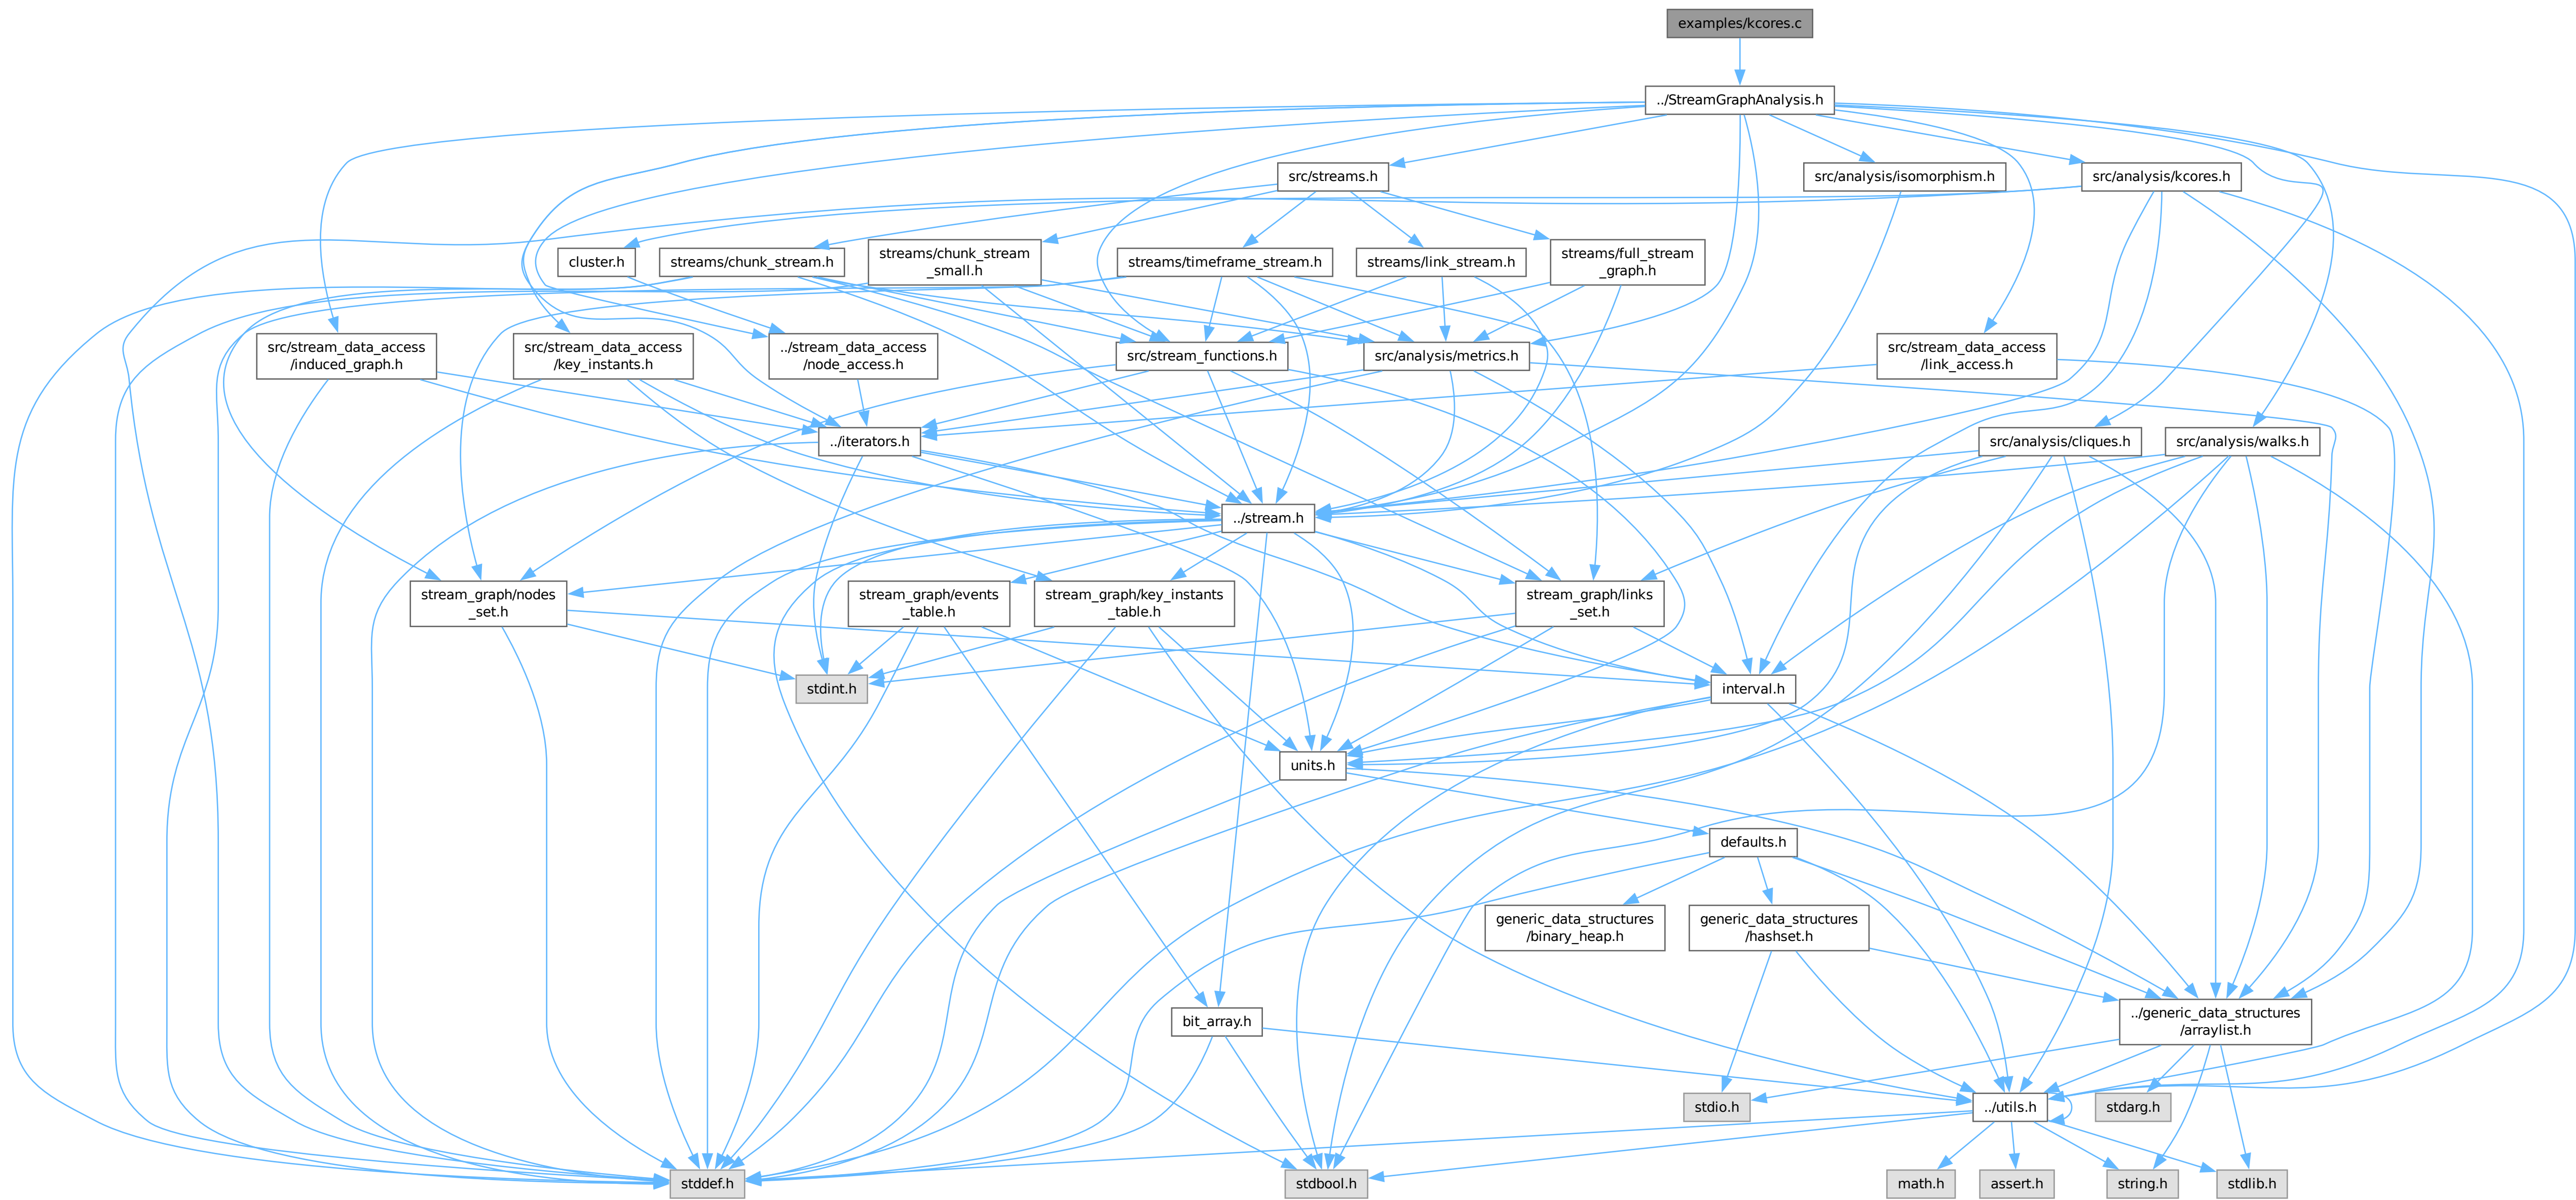 examples/kcores.c
../StreamGraphAnalysis.h
src/streams.h
src/analysis/isomorphism.h
src/analysis/kcores.h
cluster.h
streams/chunk_stream.h
streams/chunk_stream
_small.h
streams/timeframe_stream.h
streams/link_stream.h
streams/full_stream
_graph.h
src/stream_data_access
/induced_graph.h
src/stream_data_access
/key_instants.h
../stream_data_access
/node_access.h
src/stream_functions.h
src/analysis/metrics.h
src/stream_data_access
/link_access.h
../iterators.h
src/analysis/cliques.h
src/analysis/walks.h
../stream.h
stream_graph/nodes
_set.h
stream_graph/events
_table.h
stream_graph/key_instants
_table.h
stream_graph/links
_set.h
stdint.h
interval.h
units.h
defaults.h
generic_data_structures
/binary_heap.h
generic_data_structures
/hashset.h
bit_array.h
../generic_data_structures
/arraylist.h
stdio.h
../utils.h
stdarg.h
stddef.h
stdbool.h
math.h
assert.h
string.h
stdlib.h